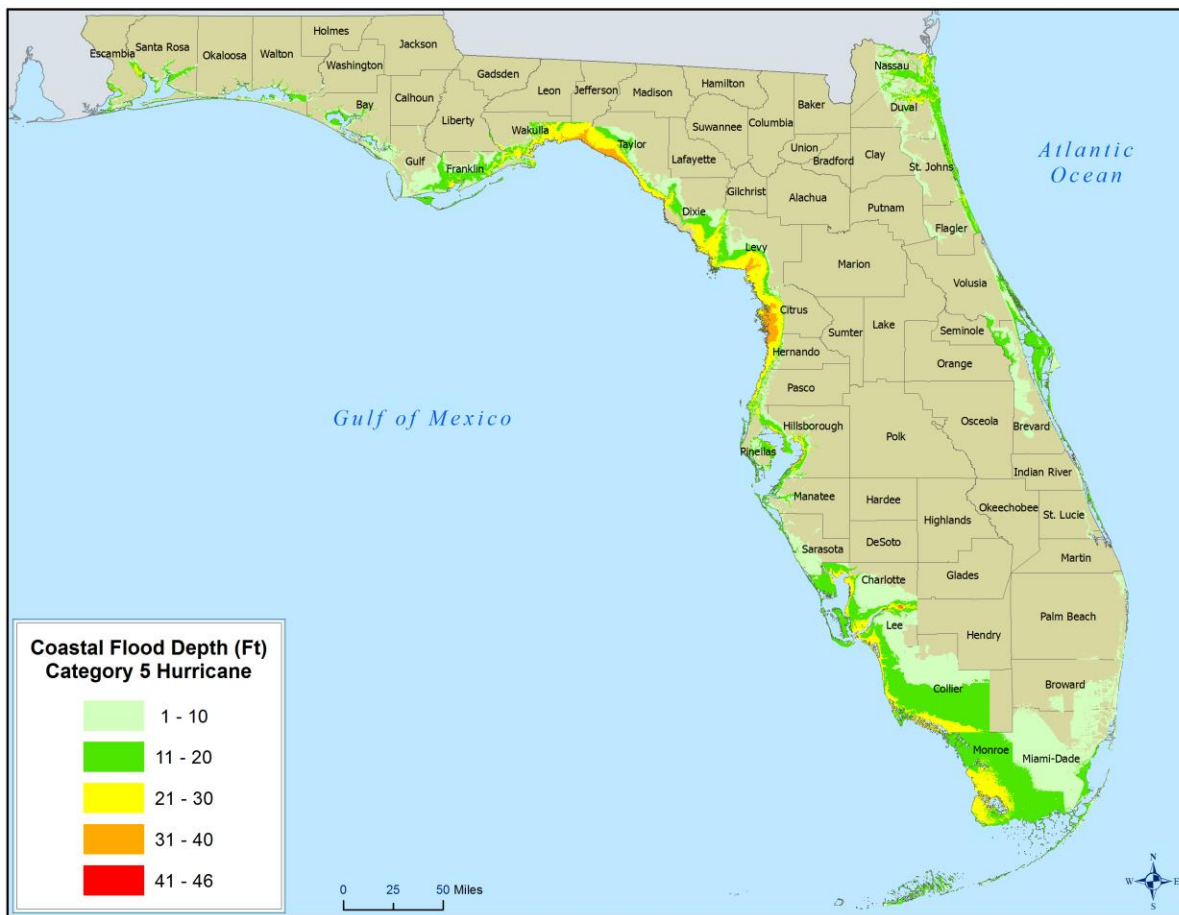 Holmes
Jackson
Santa Rosa
Escambia
Okaloosa
Walton
Washington
Gadsden
Hamilton
Nassau
Leon
Jefferson
Madison
Bay
Calhoun
Liberty
Baker
Duval
Suwannee
Columbia
Wakulla
Taylor
Union
Gulf
Franklin
Lafayette
Bradford
Clay
St. Johns
Atlantic
Ocean
Gilchrist
Alachua
Putnam
Dixie
Flagler
Levy
Marion
Volusia
Citrus
Sumter
Lake
Seminole
Hernando
Orange
Pasco
Gulf of Mexico
Hillsborough
Polk
Osceola
Brevard
Pinellas
Indian River
Manatee
Hardee
Highlands
Okeechobee
St. Lucie
Sarasota
DeSoto
Martin
Charlotte
Glades
Palm Beach
Lee
Hendry
Collier
Broward
Monroe
Miami-Dade
Coastal Flood Depth (Ft)
Category 5 Hurricane
1 - 10
11 - 20
21 - 30
31 - 40
41 - 46
0 25 50 Miles
N
W E
S